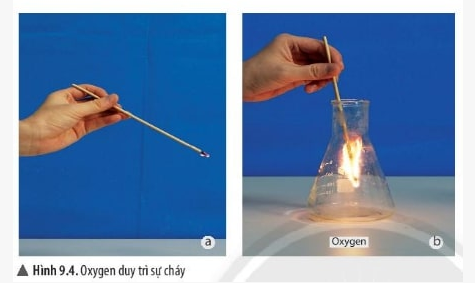 a
Oxygen
b
▲ Hình 9.4. Oxygen duy trì sự cháy